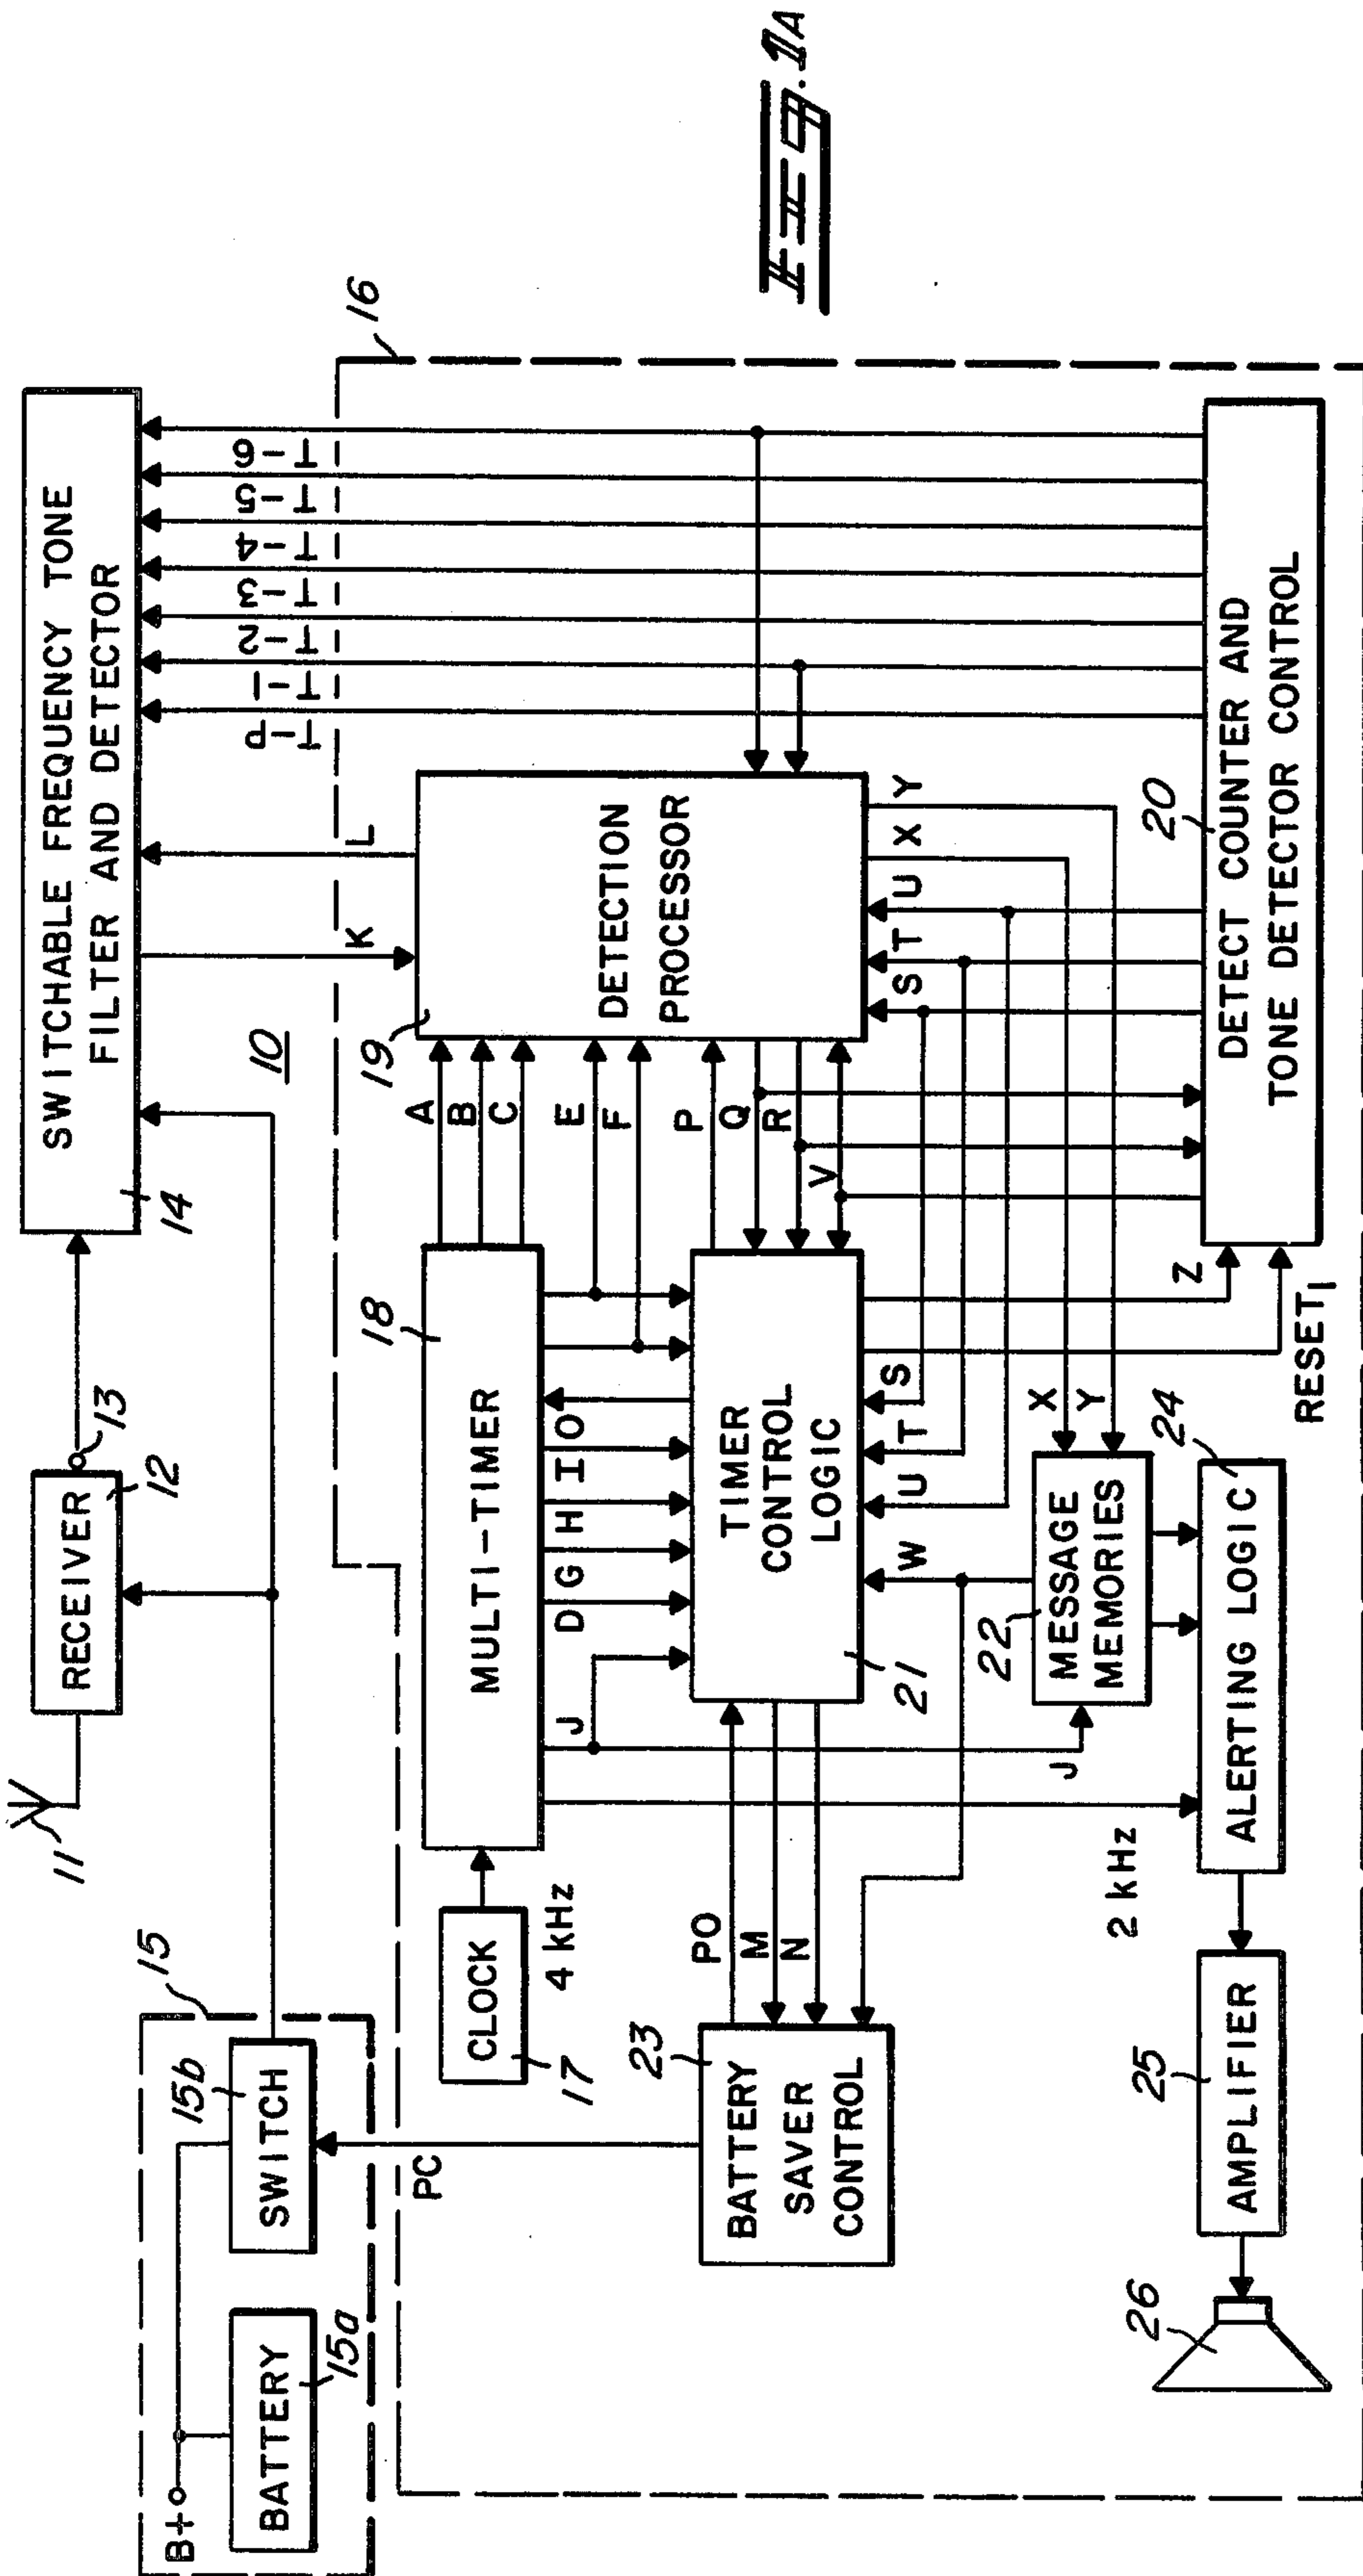 11
RECEIVER
12
13
SWITCHABLE FREQUENCY TONE
FILTER AND DETECTOR
14
15
B+
BATTERY
15a
SWITCH
15b
PC
10
16
K
L
T-P
T-1
T-2
T-3
T-4
T-5
T-6
CLOCK
17
4 kHz
MULTI-TIMER
18
A
B
C
E
F
DETECTION
PROCESSOR
19
J
D
G
H
I
O
P
Q
R
V
S
T
U
X
Y
BATTERY
SAVER
CONTROL
23
PO
M
N
TIMER
CONTROL
LOGIC
21
W
U
T
S
Z
RESET1
J
MESSAGE
MEMORIES
22
X
Y
DETECT COUNTER AND
TONE DETECTOR CONTROL
20
26
AMPLIFIER
25
2 kHz
ALERTING LOGIC
24
Fig. 1A